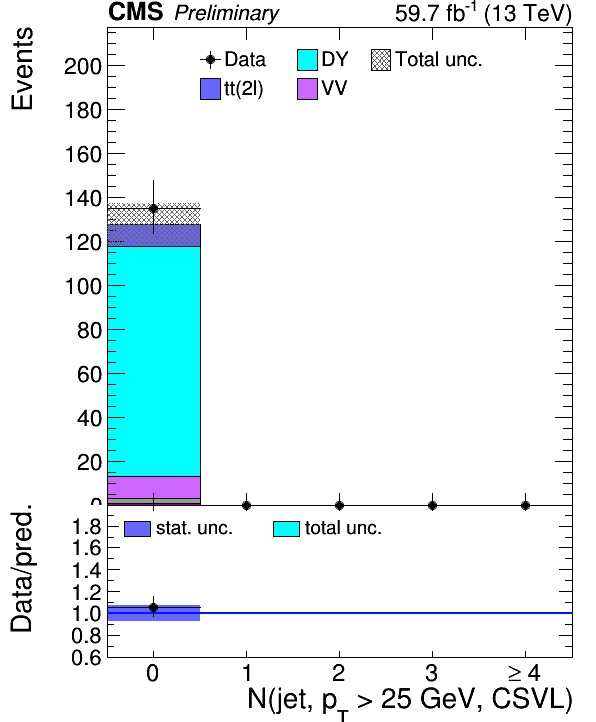 CMS Preliminary 59.7 fb⁻¹ (13 TeV)
Events
Data DY Total unc.
tt(2l) VV
200
180
160
140
120
100
80
60
40
20
0
Data/pred.
stat. unc. total unc.
1.8
1.6
1.4
1.2
1.0
0.8
0.6
0 1 2 3 ≥ 4
N(jet, p_T > 25 GeV, CSVL)